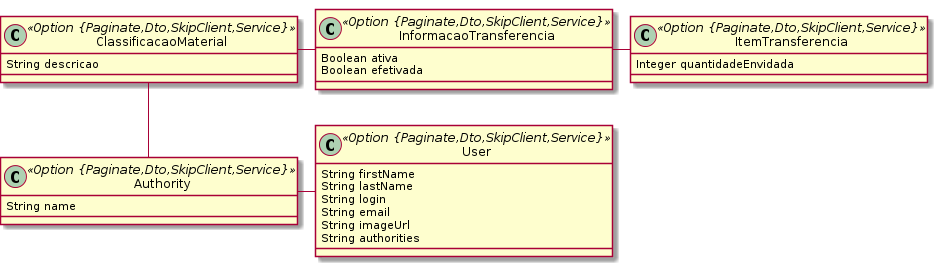 C «Option {Paginate,Dto,SkipClient,Service}»
ClassificacaoMaterial
String descricao
C «Option {Paginate,Dto,SkipClient,Service}»
InformacaoTransferencia
Boolean ativa
Boolean efetivada
C «Option {Paginate,Dto,SkipClient,Service}»
ItemTransferencia
Integer quantidadeEnvidada
C «Option {Paginate,Dto,SkipClient,Service}»
Authority
String name
C «Option {Paginate,Dto,SkipClient,Service}»
User
String firstName
String lastName
String login
String email
String imageUrl
String authorities